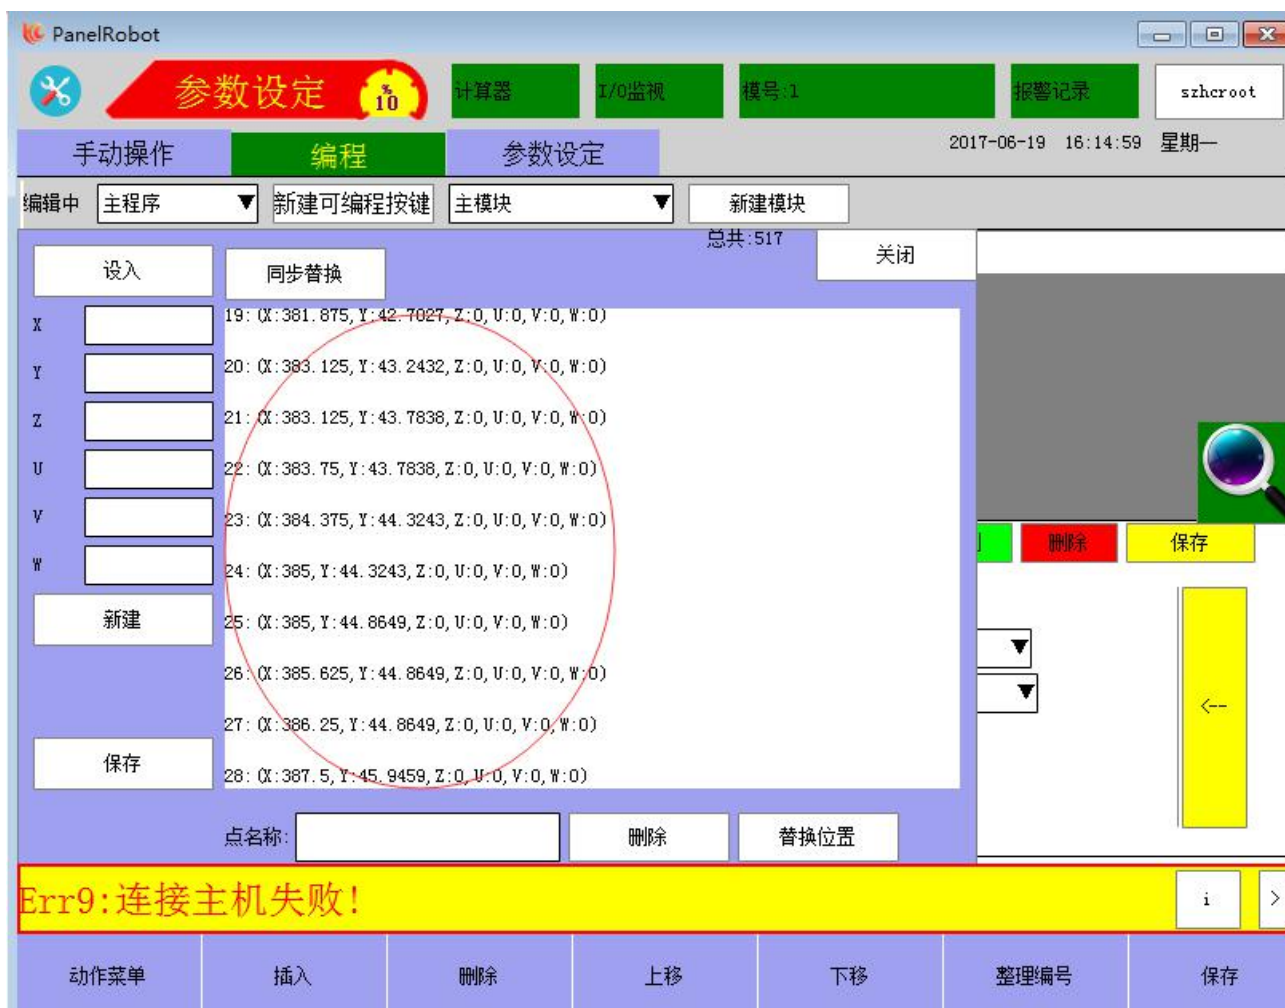 PanelRobot
参数设定
%
10
计算器
I/O监视
模号:1
报警记录
szhcroot
手动操作
编程
参数设定
2017-06-19 16:14:59 星期一
编辑中
主程序
新建可编程按键
主模块
新建模块
总共:517
关闭
设入
同步替换
X
Y
Z
U
V
W
19:(X:381.875,Y:42.7027,Z:0,U:0,V:0,W:0)
20:(X:383.125,Y:43.2432,Z:0,U:0,V:0,W:0)
21:(X:383.125,Y:43.7838,Z:0,U:0,V:0,W:0)
22:(X:383.75,Y:43.7838,Z:0,U:0,V:0,W:0)
23:(X:384.375,Y:44.3243,Z:0,U:0,V:0,W:0)
24:(X:385,Y:44.3243,Z:0,U:0,V:0,W:0)
25:(X:385,Y:44.8649,Z:0,U:0,V:0,W:0)
26:(X:385.625,Y:44.8649,Z:0,U:0,V:0,W:0)
27:(X:386.25,Y:44.8649,Z:0,U:0,V:0,W:0)
28:(X:387.5,Y:45.9459,Z:0,U:0,V:0,W:0)
新建
保存
删除
保存
<--
点名称:
删除
替换位置
Err9:连接主机失败!
i
>
动作菜单
插入
删除
上移
下移
整理编号
保存